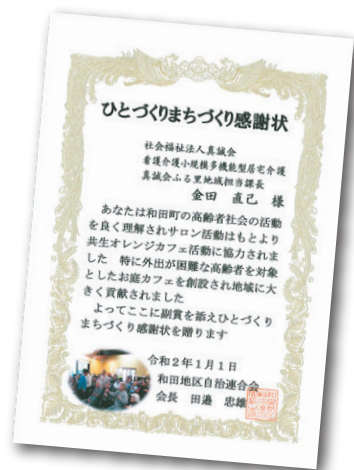 ひとづくりまちづくり感謝状
社会福祉法人真誠会
看護介護小規模多機能型居宅介護
真誠会ふる里地域担当課長
金田 直己 様
あなたは和田町の高齢者社会の活動
を良く理解されサロン活動はもとより
共生オレンジカフェ活動に協力されま
した 特に外出が困難な高齢者を対象
としたお庭カフェを創設され地域に大
きく貢献されました
よってここに副賞を添えひとづくり
まちづくり感謝状を贈ります
令和2年1月1日
和田地区自治連合会
会長 田邉 忠雄